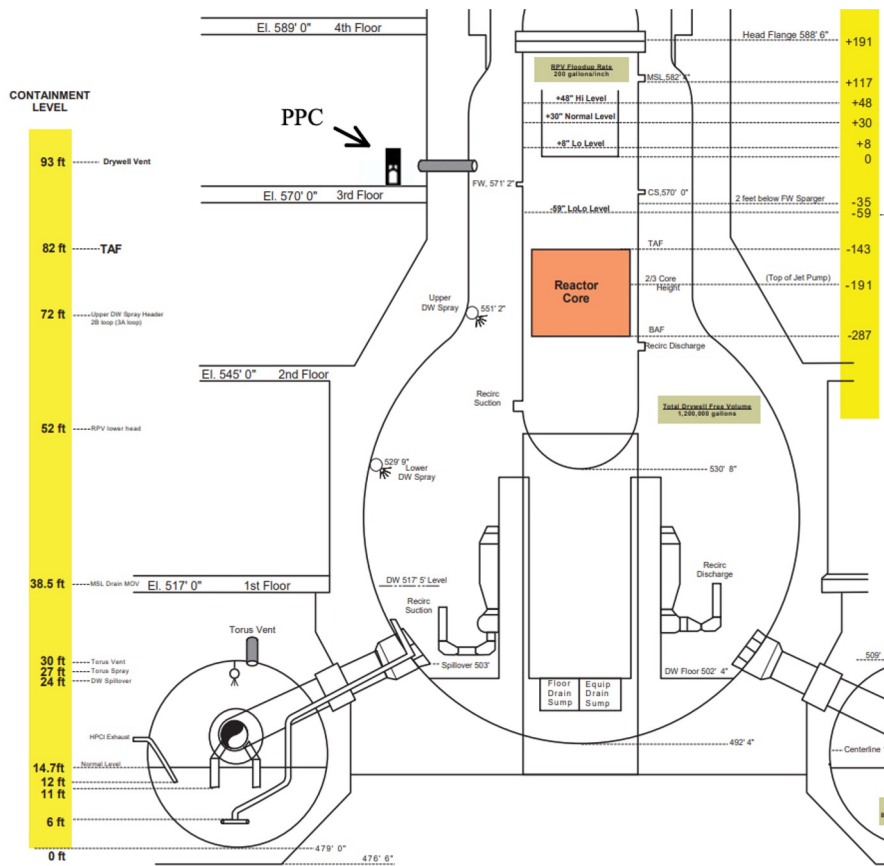 El. 589' 0" 4th Floor
Head Flange 588' 6"
+191
RPV Floodup Rate
200 gallons/inch
MSL,582' 4"
+117
CONTAINMENT
LEVEL
+48" Hi Level
+48
PPC
+30" Normal Level
+30
+8" Lo Level
+8
93 ft
Drywell Vent
0
El. 570' 0" 3rd Floor
FW, 571' 2"
CS,570' 0"
2 feet below FW Sparger
-35
-59" LoLo Level
-59
82 ft
TAF
TAF
-143
Reactor
Core
2/3 Core
Height
(Top of Jet Pump)
-191
72 ft
Upper DW Spray Header
2B loop (3A loop)
Upper
DW Spray
551' 2"
BAF
-287
Recirc Discharge
El. 545' 0" 2nd Floor
Recirc
Suction
Total Drywell Free Volume
1,200,000 gallons
52 ft
RPV lower head
529' 9"
Lower
DW Spray
530' 8"
38.5 ft
MSL Drain MOV
El. 517' 0" 1st Floor
DW 517' 5' Level
Recirc
Discharge
Recirc
Suction
Torus Vent
30 ft
Torus Vent
27 ft
Torus Spray
24 ft
DW Spillover
Spillover 503'
DW Floor 502' 4"
509'
Floor
Drain
Sump
Equip
Drain
Sump
HPCI Exhaust
492' 4"
Centerline
14.7ft
Normal Level
12 ft
11 ft
6 ft
0 ft
479' 0"
476' 6"